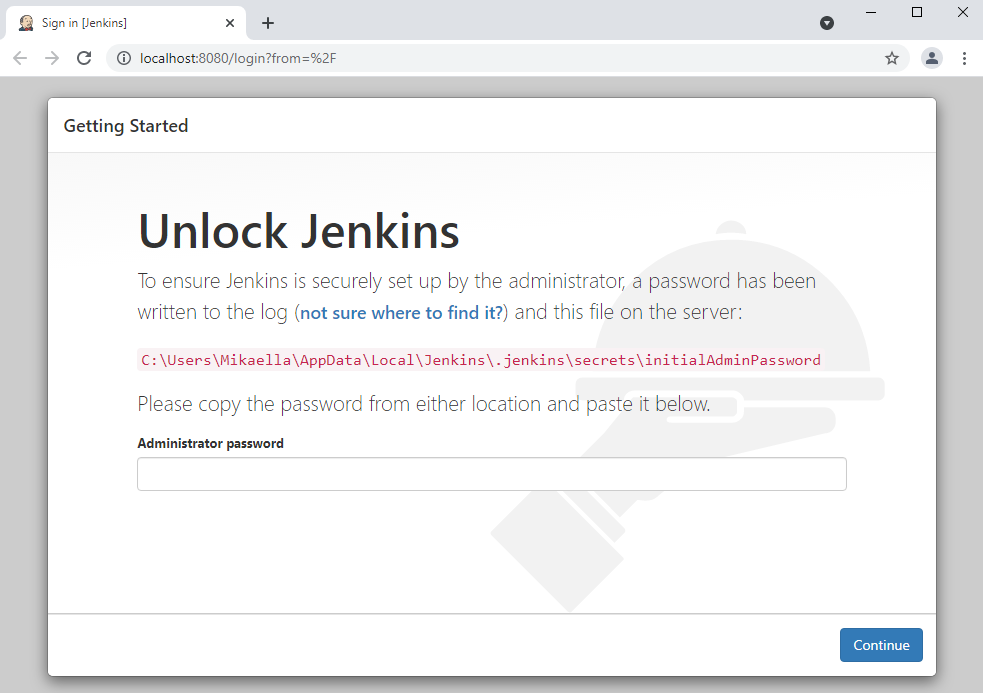 Sign in [Jenkins]
localhost:8080/login?from=%2F
Getting Started
Unlock Jenkins
To ensure Jenkins is securely set up by the administrator, a password has been
written to the log (not sure where to find it?) and this file on the server:
C:\Users\Mikaella\AppData\Local\Jenkins\.jenkins\secrets\initialAdminPassword
Please copy the password from either location and paste it below.
Administrator password
Continue